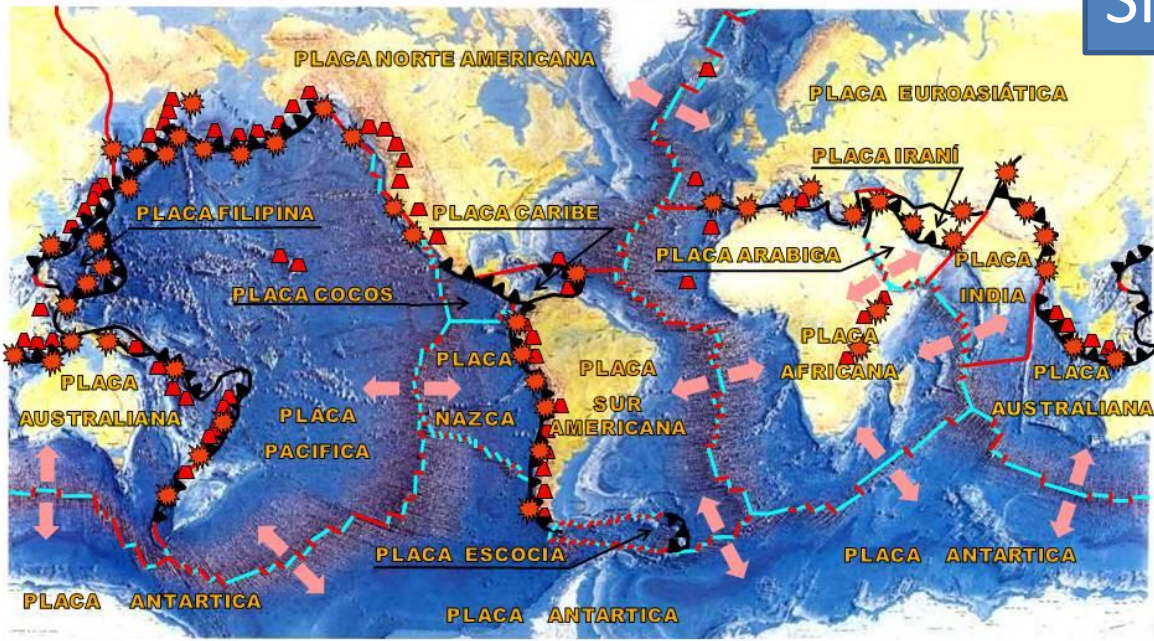 PLACA NORTE AMERICANA
PLACA EUROASIÁTICA
PLACA IRANÍ
PLACA FILIPINA
PLACA CARIBE
PLACA ARABIGA
PLACA
INDIA
PLACA COCOS
PLACA
NAZCA
PLACA
SUR
AMERICANA
PLACA
AFRICANA
PLACA
AUSTRALIANA
PLACA
PACIFICA
PLACA
AUSTRALIANA
PLACA ESCOCIA
PLACA ANTARTICA
PLACA ANTARTICA
PLACA ANTARTICA